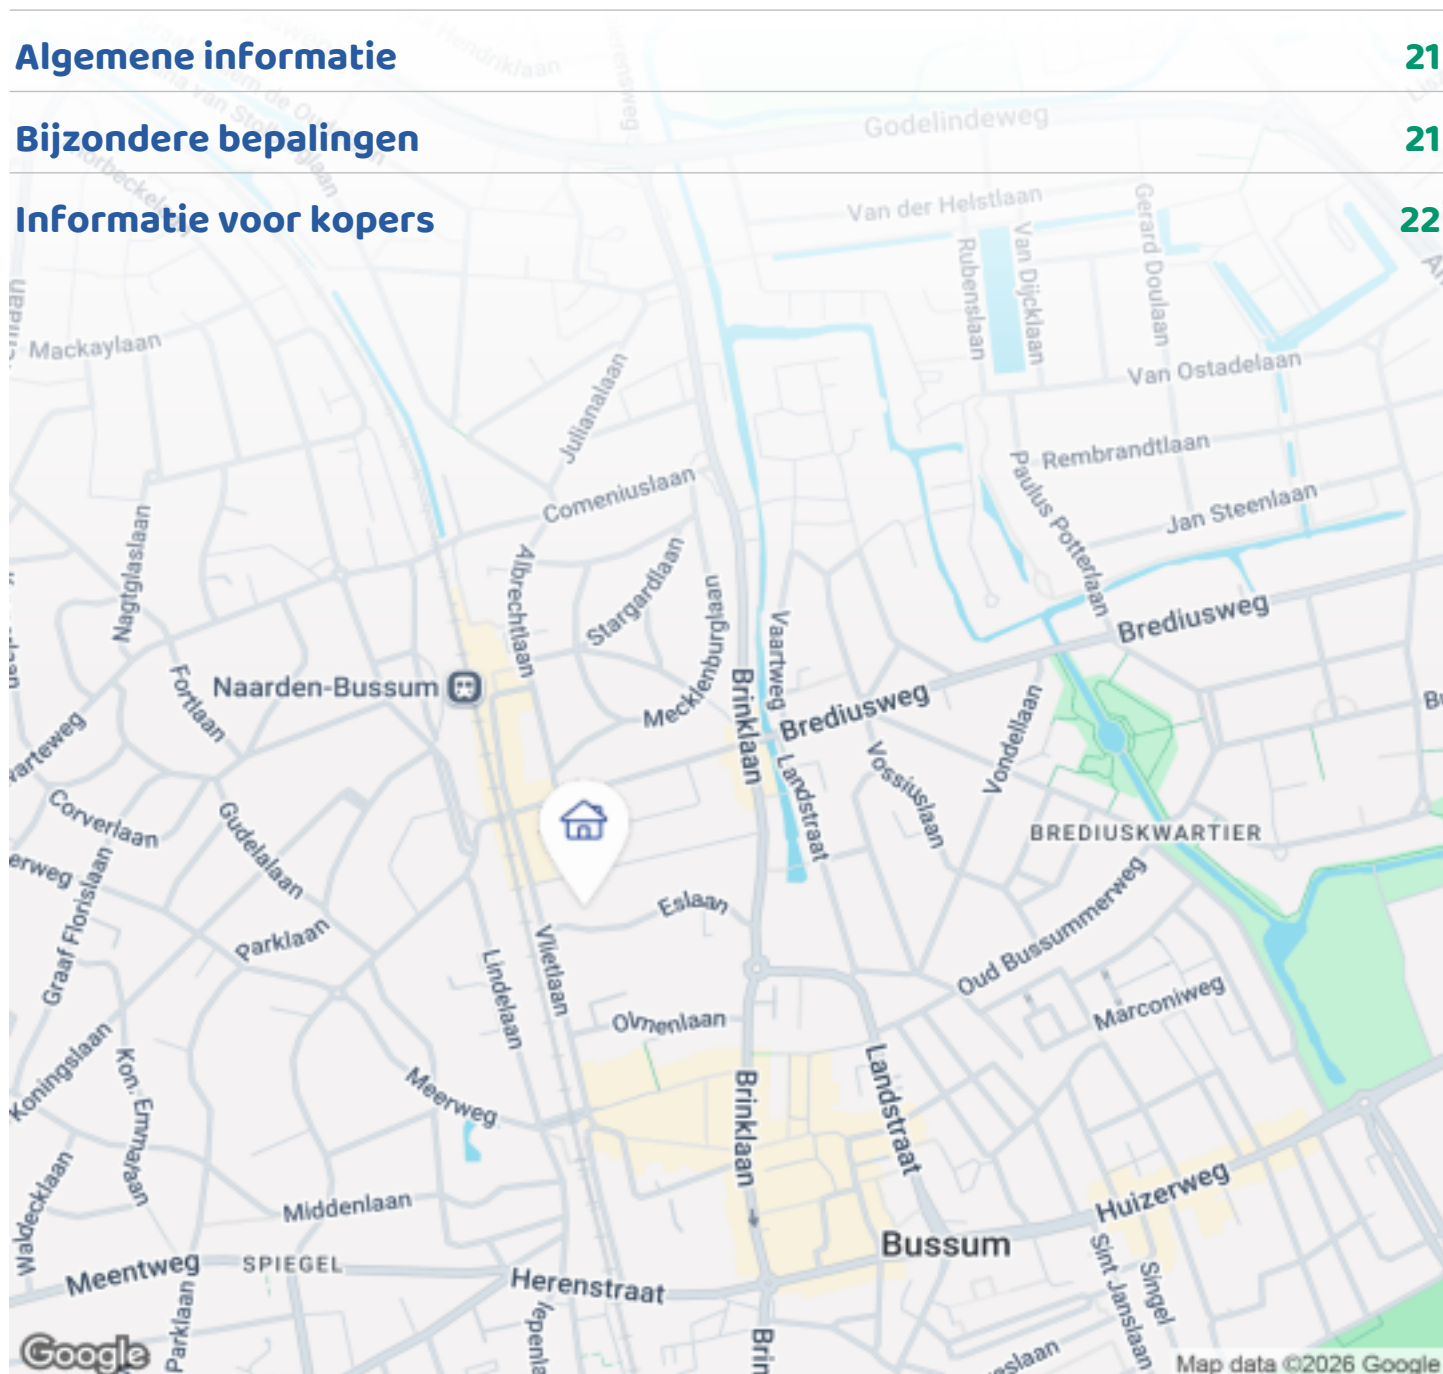 Algemene informatie 21
Bijzondere bepalingen 21
Informatie voor kopers 22
Godelindeweg
Van der Helstlaan
Gerard Doulaan
Rubenslaan
Van Dijcklaan
Mackaylaan
Julianalaan
Van Ostadelaan
Rembrandtlaan
Paulus Potterlaan
Comeniuslaan
Jan Steenlaan
Nagtglaslaan
Albrechtlaan
Stargardlaan
Mecklenburglaan
Vaartweg
Brediusweg
Fortlaan
Naarden-Bussum
Brinklaan
Brediusweg
Vondellaan
Vossiuslaan
Landstraat
Corverlaan
Gudelalaan
BREDIUSKWARTIER
Graaf Florislaan
Eslaan
Parklaan
Oud Bussummerweg
Lindelaan
Vlietlaan
Marconiweg
Olmenlaan
Koningslaan
Kon. Emmalaan
Meerweg
Brinklaan
Landstraat
Waldecklaan
Middenlaan
Huizerweg
Bussum
Meentweg
SPIEGEL
Herenstraat
Sint Janslaan
Singel
Parklaan
Google
Map data ©2026 Google